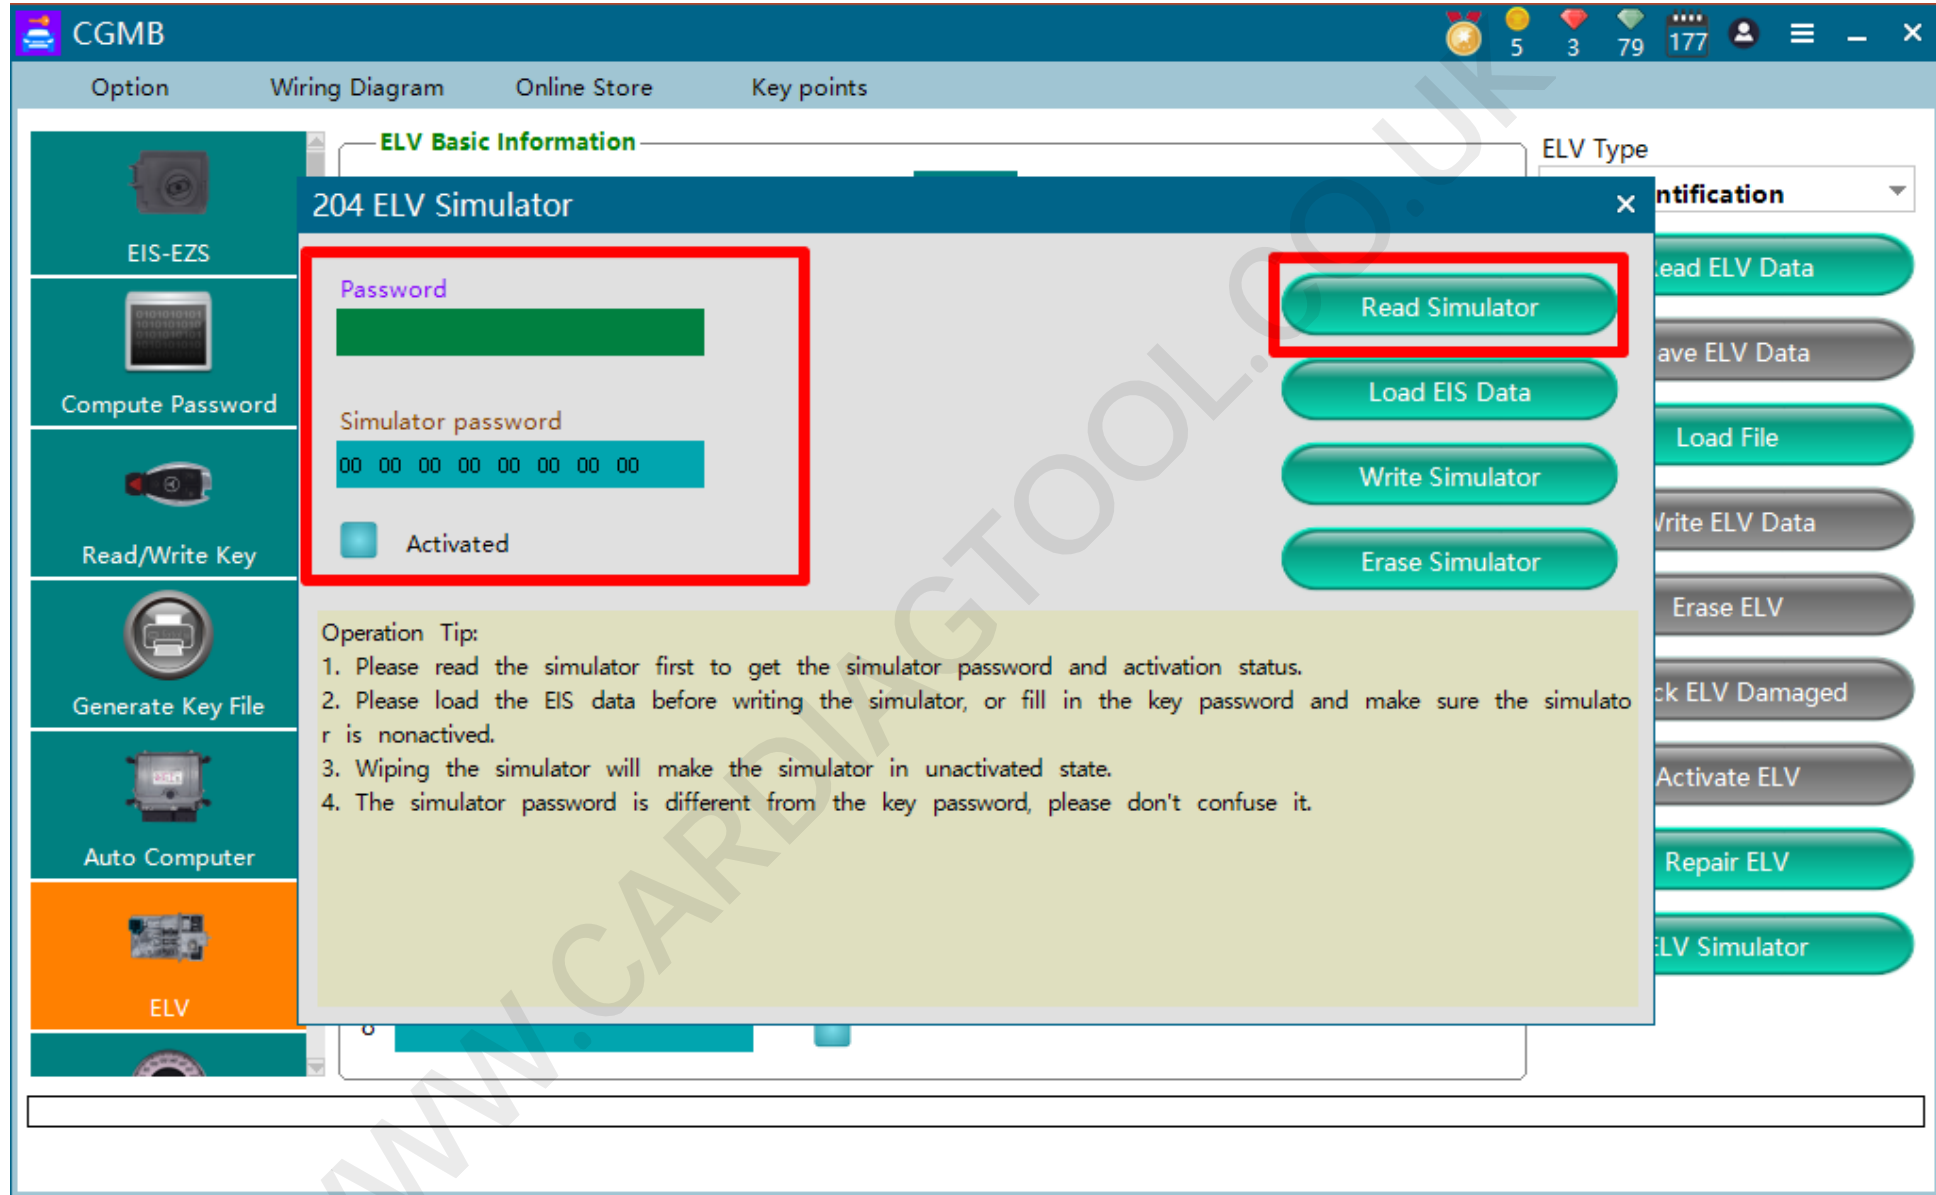 CGMB
5
3
79
177
Option
Wiring Diagram
Online Store
Key points
EIS-EZS
Compute Password
Read/Write Key
Generate Key File
Auto Computer
ELV
ELV Basic Information
204 ELV Simulator
Password
Simulator password
00 00 00 00 00 00 00 00
Activated
Read Simulator
Load EIS Data
Write Simulator
Erase Simulator
Operation Tip:
1. Please read the simulator first to get the simulator password and activation status.
2. Please load the EIS data before writing the simulator, or fill in the key password and make sure the simulato
r is nonactived.
3. Wiping the simulator will make the simulator in unactivated state.
4. The simulator password is different from the key password, please don't confuse it.
ELV Type
ntification
ead ELV Data
ave ELV Data
Load File
Write ELV Data
Erase ELV
ck ELV Damaged
Activate ELV
Repair ELV
ELV Simulator
WWW.CARDIAGTOOL.CO.UK